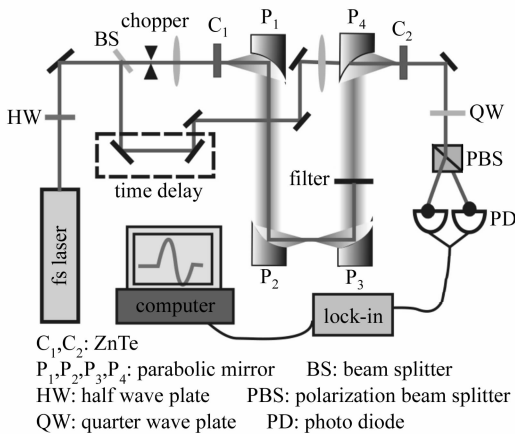 chopper
C₁
P₁
P₄
C₂
BS
HW
QW
PBS
time delay
filter
PD
fs laser
P₂
P₃
computer
lock-in
C₁,C₂: ZnTe
P₁,P₂,P₃,P₄: parabolic mirror BS: beam splitter
HW: half wave plate PBS: polarization beam splitter
QW: quarter wave plate PD: photo diode